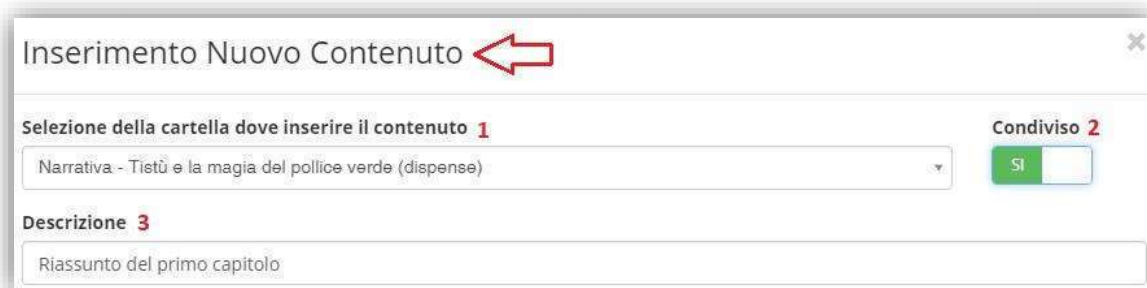 Inserimento Nuovo Contenuto
Selezione della cartella dove inserire il contenuto 1
Condiviso 2
Narrativa - Tistù e la magia del pollice verde (dispense)
SI
Descrizione 3
Riassunto del primo capitolo